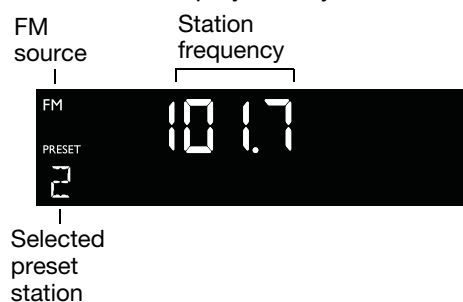 FM
source
Station
frequency
FM
101.7
PRESET
2
Selected
preset
station